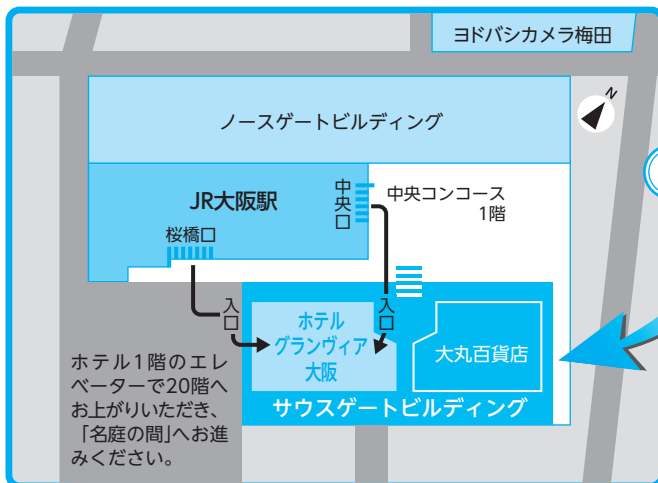 ヨドバシカメラ梅田
N
ノースゲートビルディング
JR大阪駅
中央口
中央コンコース
1階
桜橋口
入口
入口
ホテル
グランヴィア
大阪
大丸百貨店
サウスゲートビルディング
ホテル1階のエレ
ベーターで20階へ
お上がりいただき、
「名庭の間」へお進
みください。